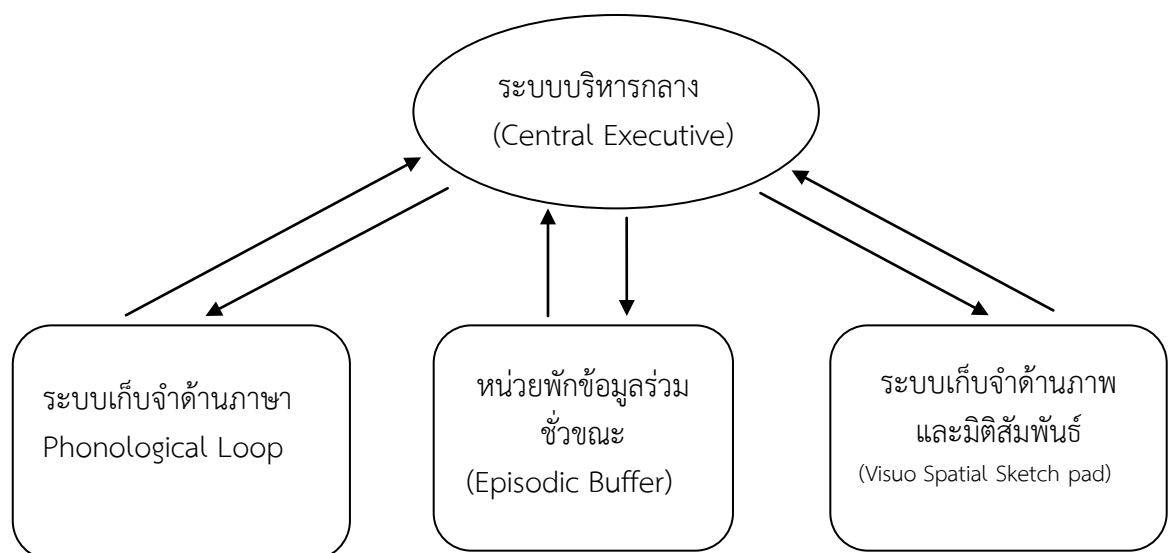 ระบบบริหารกลาง
(Central Executive)
ระบบเก็บจำด้านภาษา
Phonological Loop
หน่วยพักข้อมูลร่วม
ชั่วขณะ
(Episodic Buffer)
ระบบเก็บจำด้านภาพ
และมิติสัมพันธ์
(Visuo Spatial Sketch pad)